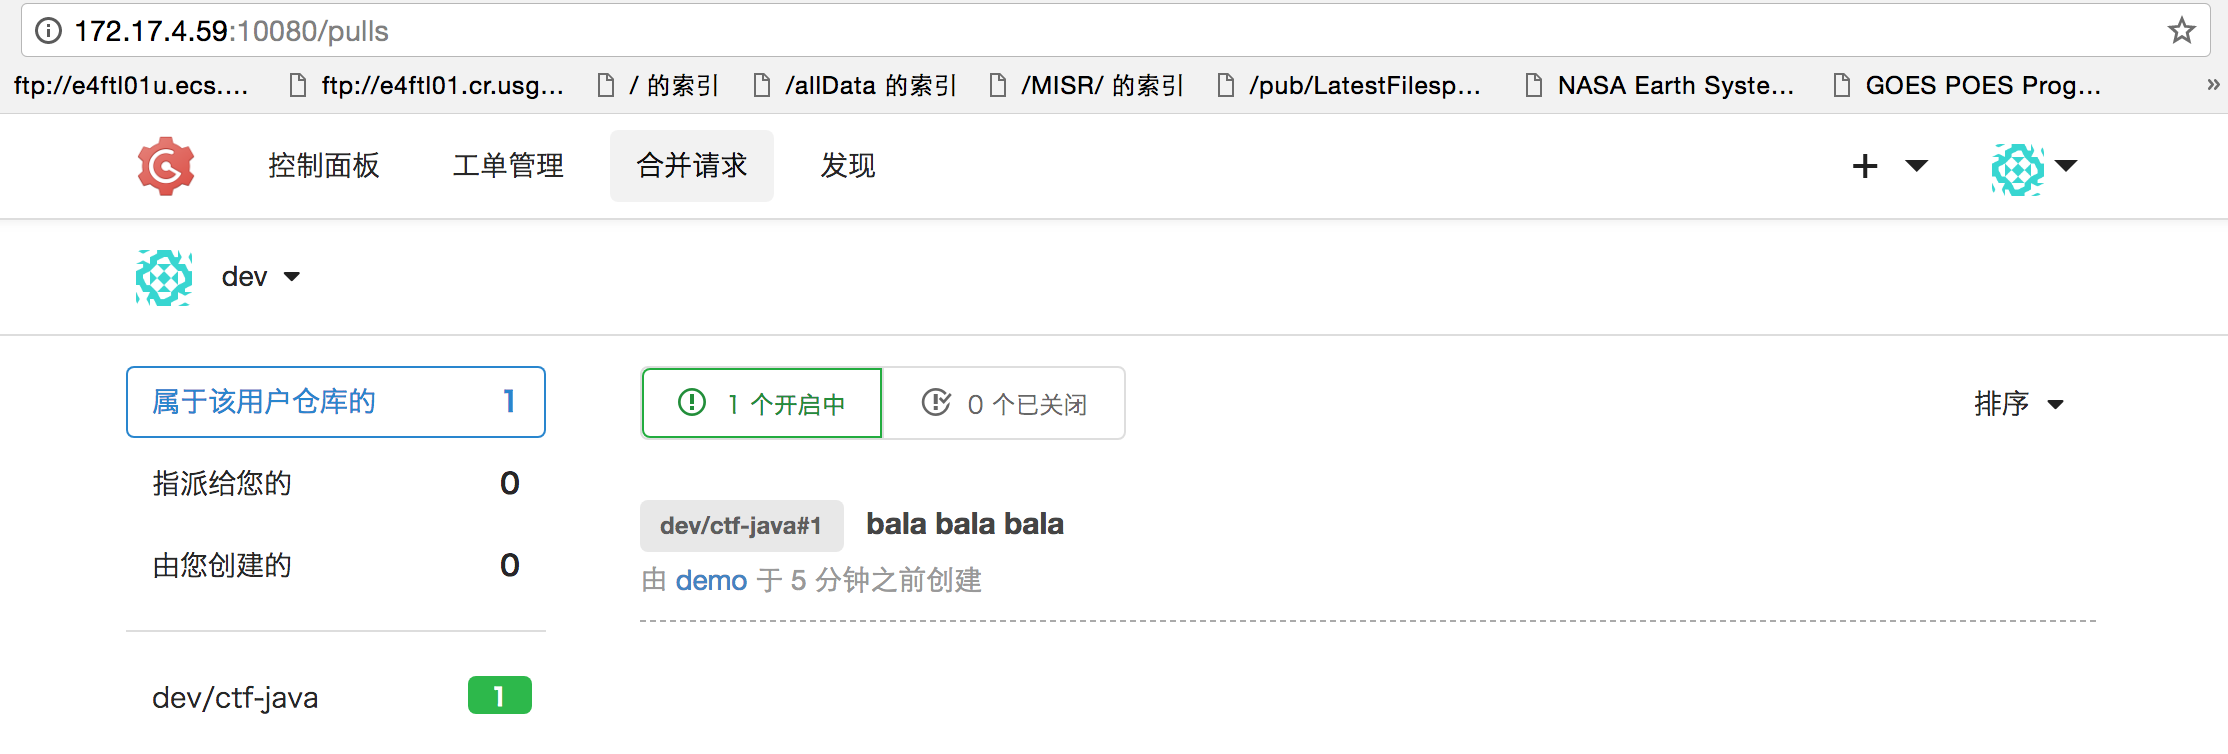 172.17.4.59:10080/pulls
ftp://e4ftl01u.ecs.... ftp://e4ftl01.cr.usg... / 的索引 /allData 的索引 /MISR/ 的索引 /pub/LatestFilesp... NASA Earth Syste... GOES POES Prog... »
控制面板 工单管理 合并请求 发现
dev
属于该用户仓库的 1
指派给您的 0
由您创建的 0
dev/ctf-java 1
1 个开启中 0 个已关闭 排序
dev/ctf-java#1 bala bala bala
由 demo 于 5 分钟之前创建